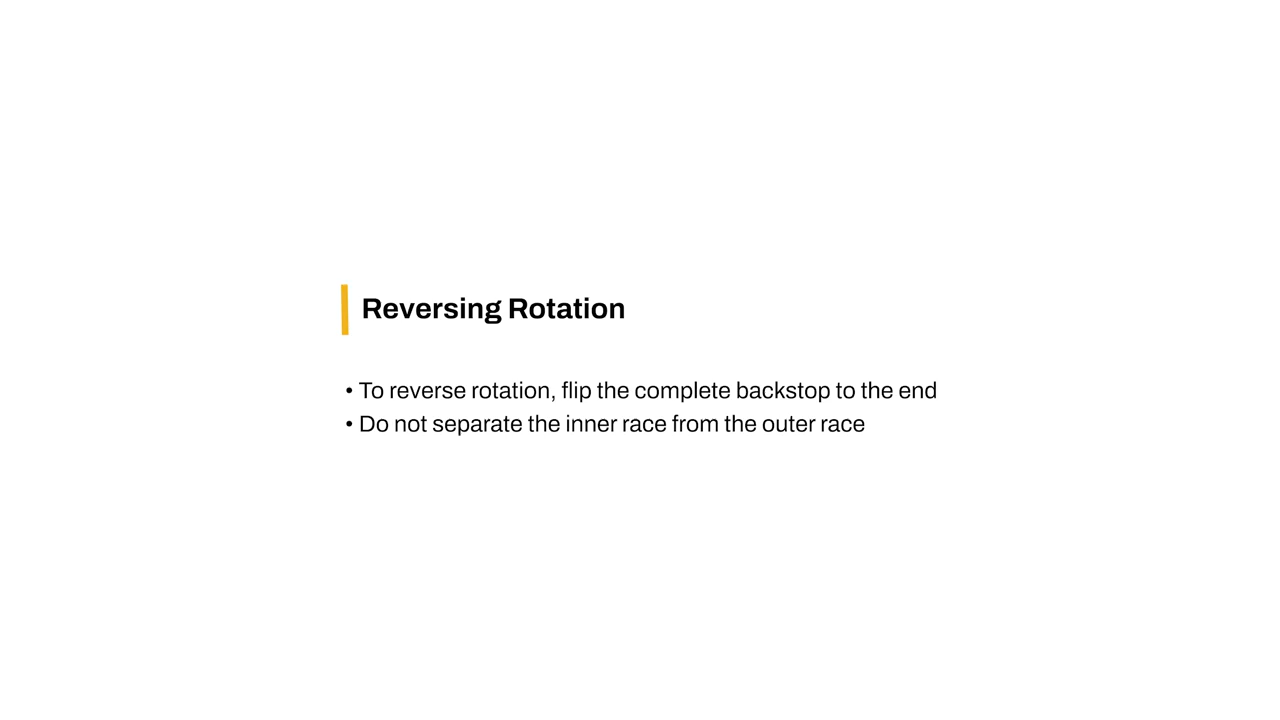 Reversing Rotation
• To reverse rotation, flip the complete backstop to the end
• Do not separate the inner race from the outer race